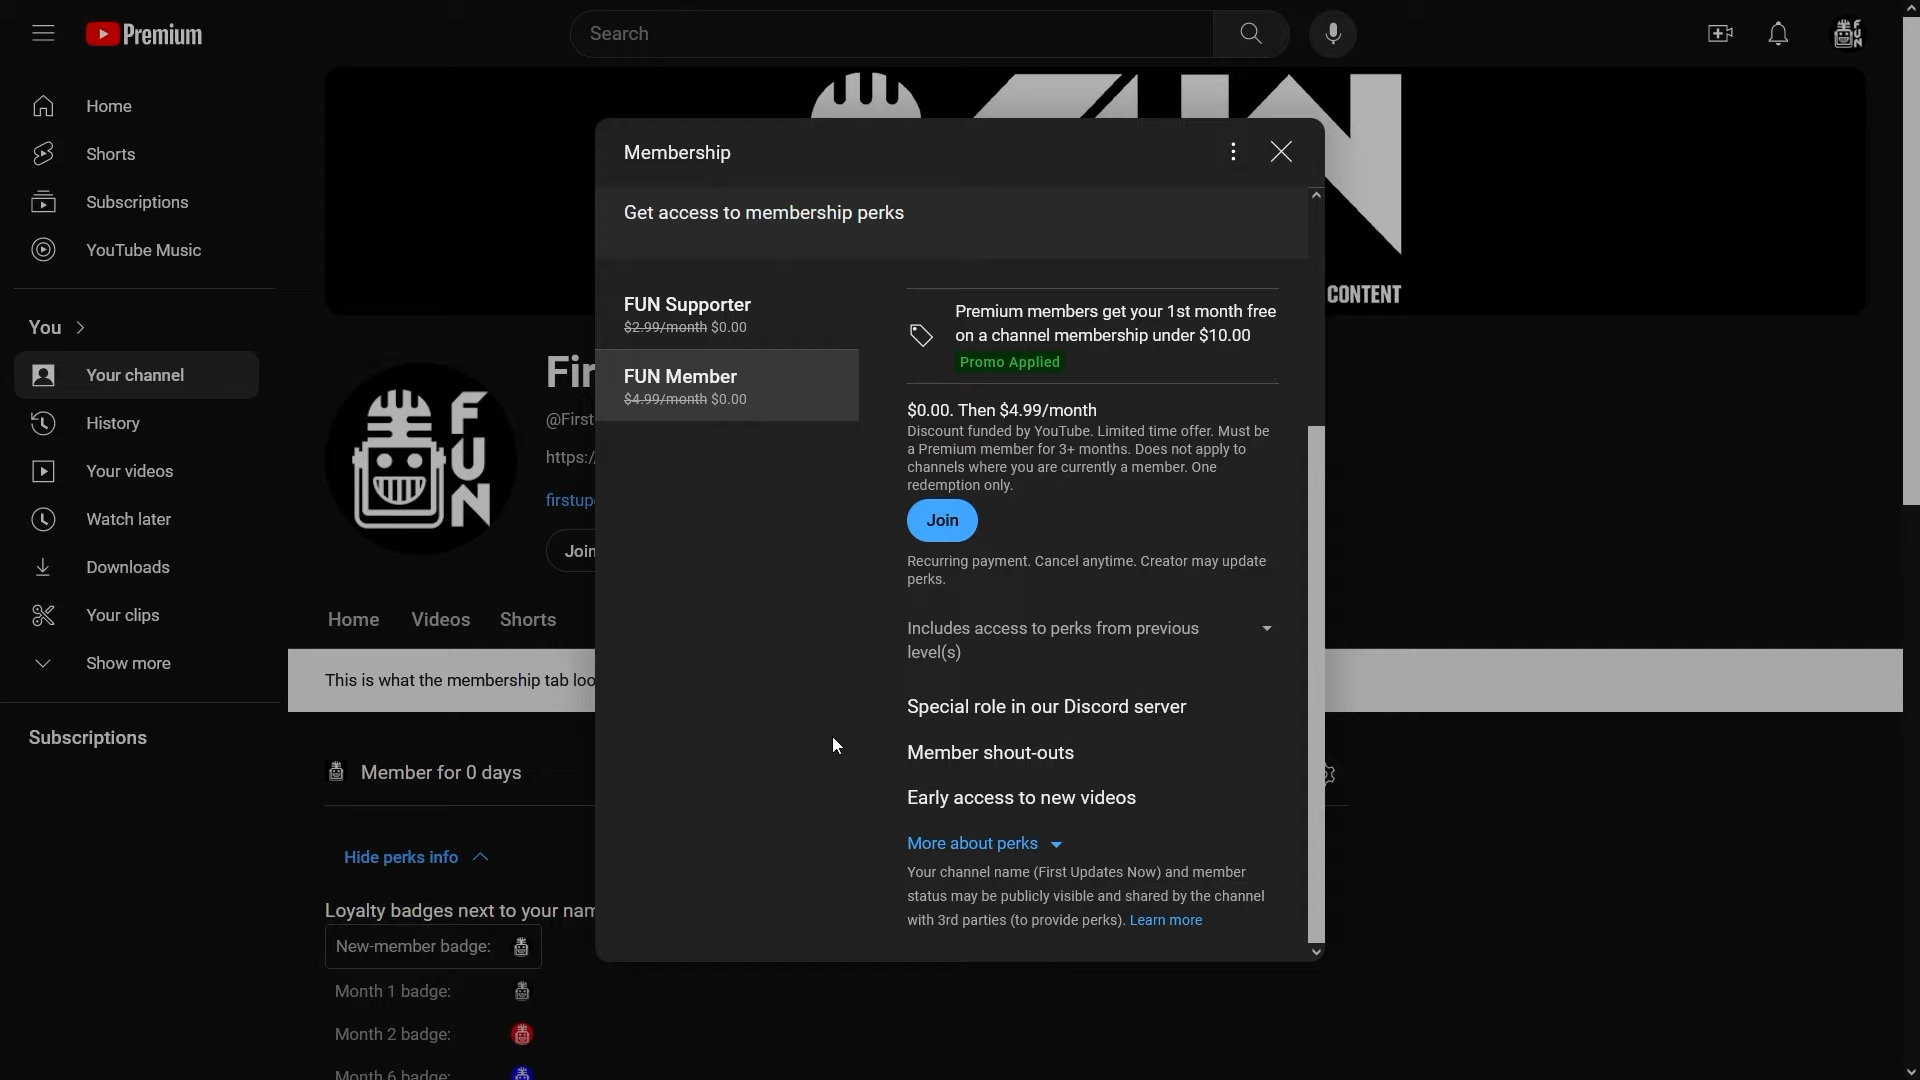 Premium
Search
Home
Shorts
Subscriptions
YouTube Music
You
Your channel
History
Your videos
Watch later
Downloads
Your clips
Show more
Subscriptions
CONTENT
FUN
Fir
@First
https:/
firstup
Join
Home Videos Shorts
This is what the membership tab loo
Member for 0 days
Hide perks info
Loyalty badges next to your nam
New-member badge:
Month 1 badge:
Month 2 badge:
Month 6 badge:
Membership
Get access to membership perks
FUN Supporter
$2.99/month $0.00
FUN Member
$4.99/month $0.00
Premium members get your 1st month free
on a channel membership under $10.00
Promo Applied
$0.00. Then $4.99/month
Discount funded by YouTube. Limited time offer. Must be
a Premium member for 3+ months. Does not apply to
channels where you are currently a member. One
redemption only.
Join
Recurring payment. Cancel anytime. Creator may update
perks.
Includes access to perks from previous
level(s)
Special role in our Discord server
Member shout-outs
Early access to new videos
More about perks
Your channel name (First Updates Now) and member
status may be publicly visible and shared by the channel
with 3rd parties (to provide perks). Learn more